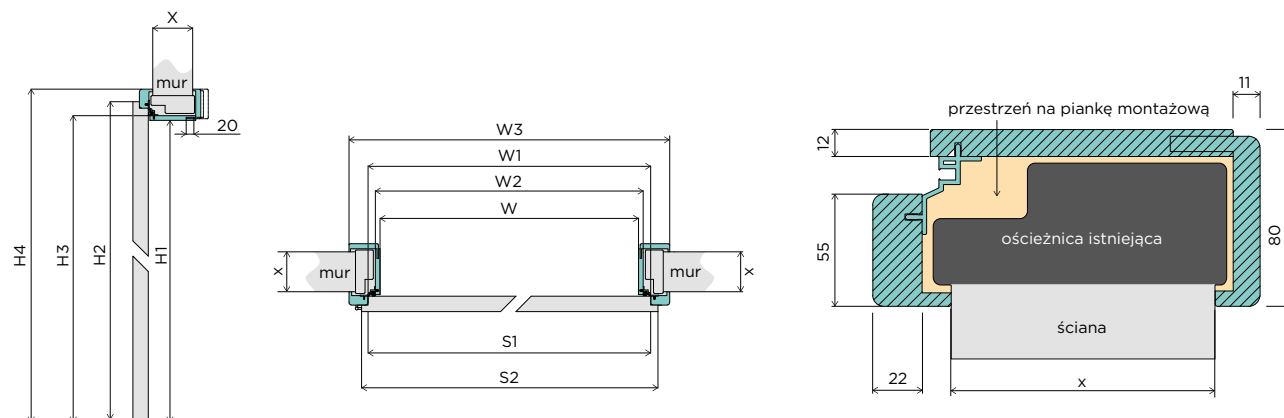 X
mur
20
H4
H3
H2
H1
W3
W1
W2
W
x
mur
mur
x
S1
S2
11
przestrzeń na piankę montażową
12
55
ościeżnica istniejąca
80
ściana
22
x